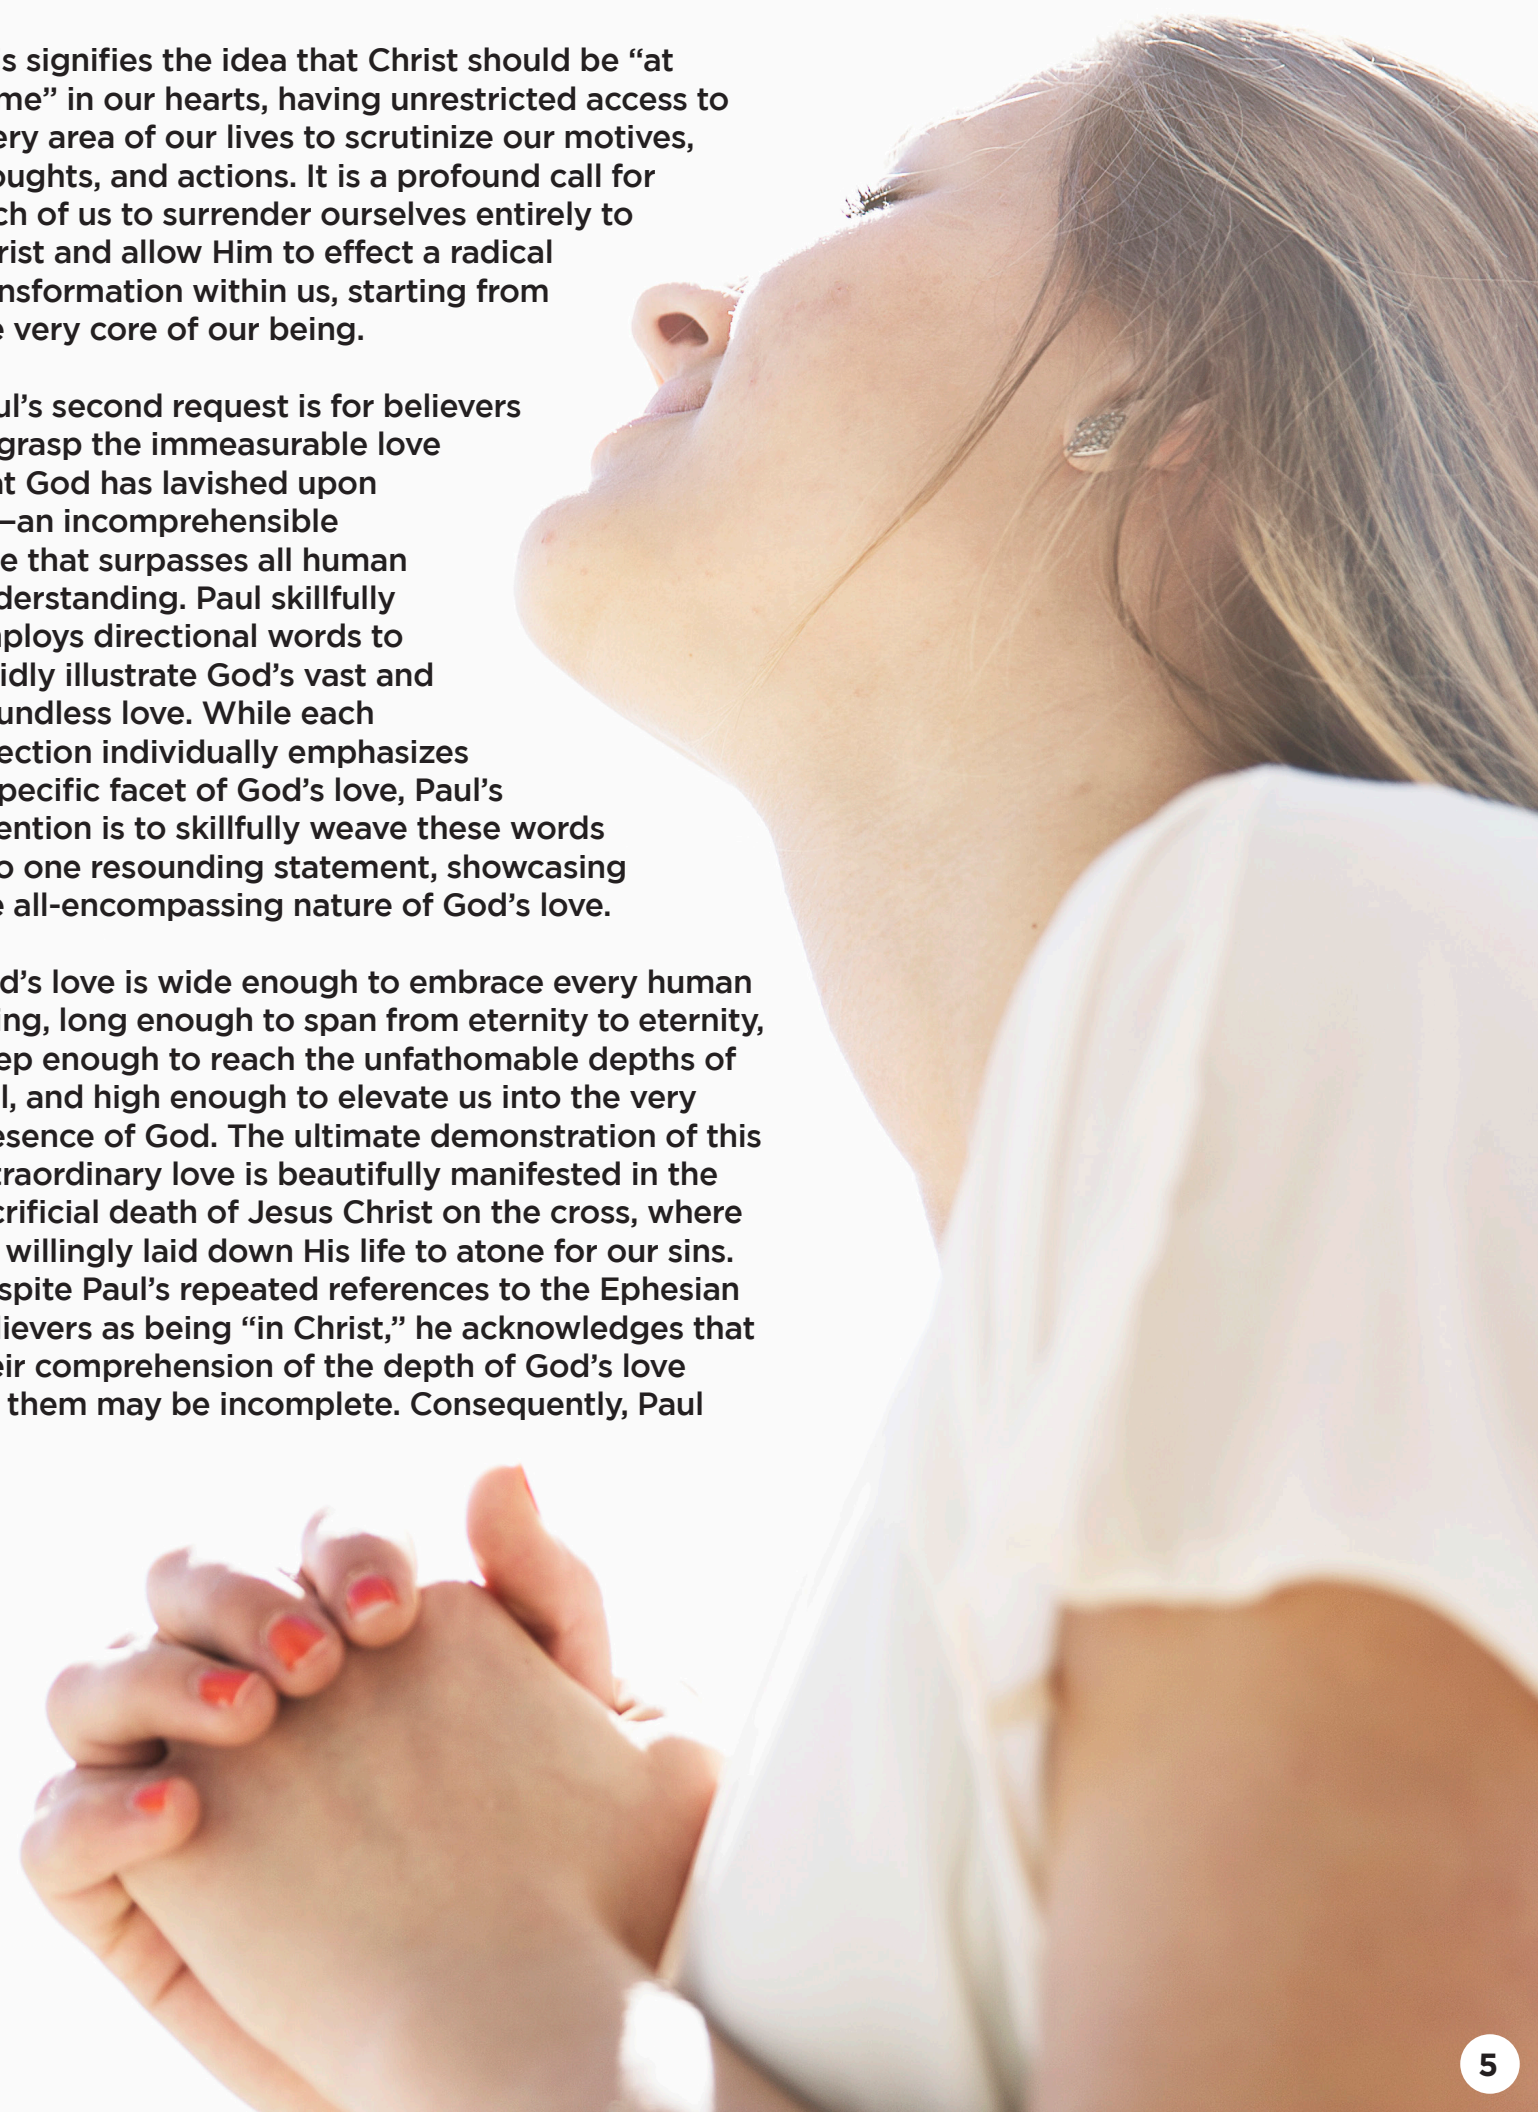 s signifies the idea that Christ should be “at
me” in our hearts, having unrestricted access to
ery area of our lives to scrutinize our motives,
oughts, and actions. It is a profound call for
ch of us to surrender ourselves entirely to
rist and allow Him to effect a radical
nsformation within us, starting from
e very core of our being.
ul’s second request is for believers
grasp the immeasurable love
at God has lavished upon
—an incomprehensible
e that surpasses all human
derstanding. Paul skillfully
ploys directional words to
idly illustrate God’s vast and
undless love. While each
ection individually emphasizes
pecific facet of God’s love, Paul’s
ention is to skillfully weave these words
o one resounding statement, showcasing
e all-encompassing nature of God’s love.
d’s love is wide enough to embrace every human
ing, long enough to span from eternity to eternity,
ep enough to reach the unfathomable depths of
l, and high enough to elevate us into the very
esence of God. The ultimate demonstration of this
traordinary love is beautifully manifested in the
crificial death of Jesus Christ on the cross, where
willingly laid down His life to atone for our sins.
spite Paul’s repeated references to the Ephesian
lievers as being “in Christ,” he acknowledges that
eir comprehension of the depth of God’s love
them may be incomplete. Consequently, Paul
5